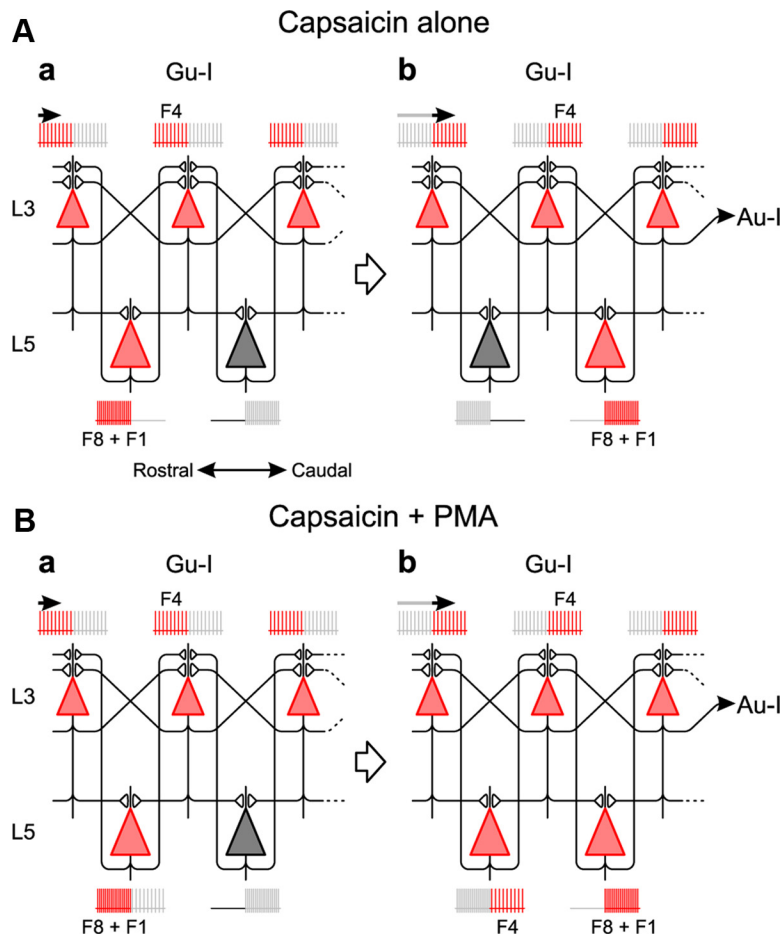 A
Capsaicin alone
a
Gu-I
b
Gu-I
F4
F4
L3
Au-I
L5
F8 + F1
F8 + F1
Rostral
Caudal
B
Capsaicin + PMA
a
Gu-I
b
Gu-I
F4
F4
L3
Au-I
L5
F8 + F1
F4
F8 + F1